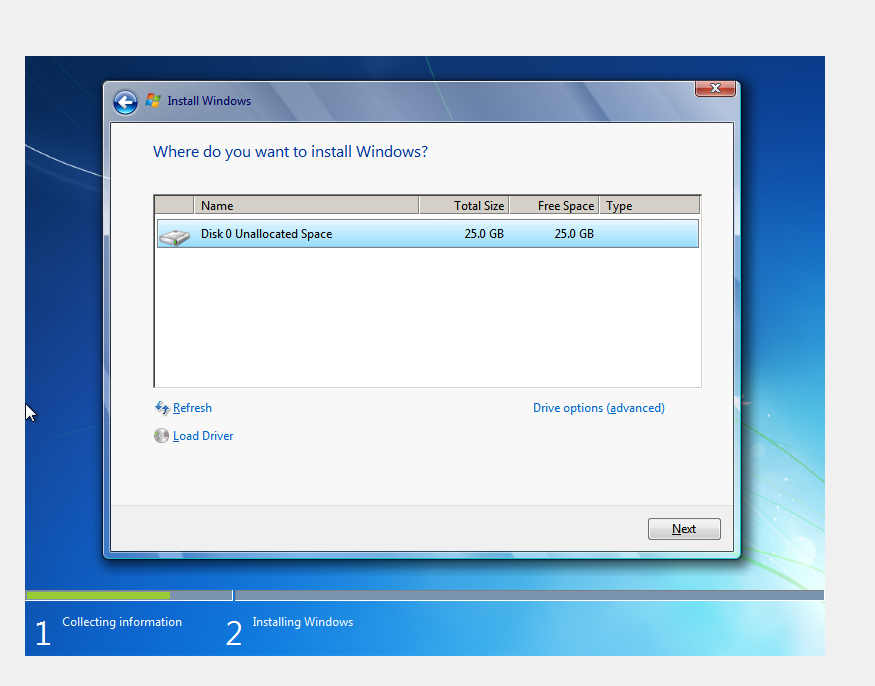 Install Windows
Where do you want to install Windows?
Name Total Size Free Space Type
Disk 0 Unallocated Space 25.0 GB 25.0 GB
Refresh Drive options (advanced)
Load Driver
Next
1 Collecting information 2 Installing Windows